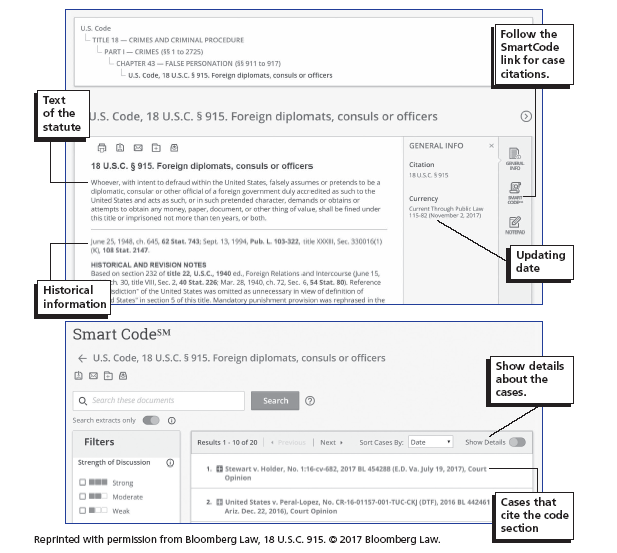 U.S. Code
TITLE 18 — CRIMES AND CRIMINAL PROCEDURE
PART I — CRIMES (§§ 1 to 2725)
CHAPTER 43 — FALSE PERSONATION (§§ 911 to 917)
U.S. Code, 18 U.S.C. § 915. Foreign diplomats, consuls or officers
Follow the
SmartCode
link for case
citations.
Text
of the
statute
U.S. Code, 18 U.S.C. § 915. Foreign diplomats, consuls or officers
18 U.S.C. § 915. Foreign diplomats, consuls or officers
Whoever, with intent to defraud within the United States, falsely assumes or pretends to be a
diplomatic, consular or other official of a foreign government duly accredited as such to the
United States and acts as such, or in such pretended character, demands or obtains or
attempts to obtain any money, paper, document, or other thing of value, shall be fined under
this title or imprisoned not more than ten years, or both.
June 25, 1948, ch. 645, 62 Stat. 743; Sept. 13, 1994, Pub. L. 103-322, title XXXIII, Sec. 330016(1)
(K), 108 Stat. 2147.
HISTORICAL AND REVISION NOTES
Based on section 232 of title 22, U.S.C., 1940 ed., Foreign Relations and Intercourse (June 15,
ch. 30, title VIII, Sec. 2, 40 Stat. 226; Mar. 28, 1940, ch. 72, Sec. 6, 54 Stat. 80). Reference
diction" of the United States was omitted as unnecessary in view of definition of
States" in section 5 of this title. Mandatory punishment provision was rephrased in the
GENERAL INFO ×
Citation
18 U.S.C. § 915
Currency
Current Through Public Law
115-82 (November 2, 2017)
GENERAL
INFO
SMART
CODE℠
NOTEPAD
Updating
date
Historical
information
Smart Code℠
← U.S. Code, 18 U.S.C. § 915. Foreign diplomats, consuls or officers
Search these documents
Search
Search extracts only
Show details
about the
cases.
Filters
Strength of Discussion
Strong
Moderate
Weak
Results 1 - 10 of 20
Previous
Next
Sort Cases By:
Date
Show Details
1. Stewart v. Holder, No. 1:16-cv-682, 2017 BL 454288 (E.D. Va. July 19, 2017), Court
Opinion
2. United States v. Peral-Lopez, No. CR-16-01157-001-TUC-CKJ (DTF), 2016 BL 442461
Ariz. Dec. 22, 2016), Court Opinion
Cases that
cite the code
section
Reprinted with permission from Bloomberg Law, 18 U.S.C. 915. © 2017 Bloomberg Law.